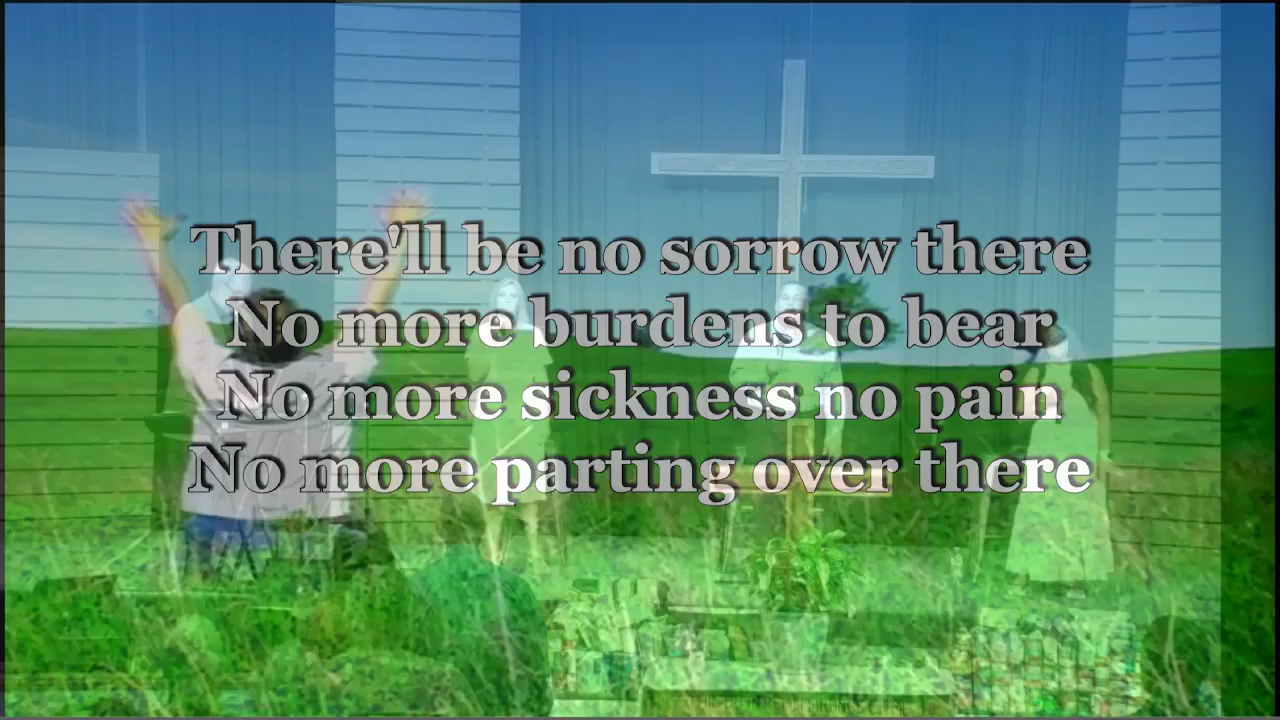 There'll be no sorrow there
No more burdens to bear
No more sickness no pain
No more parting over there